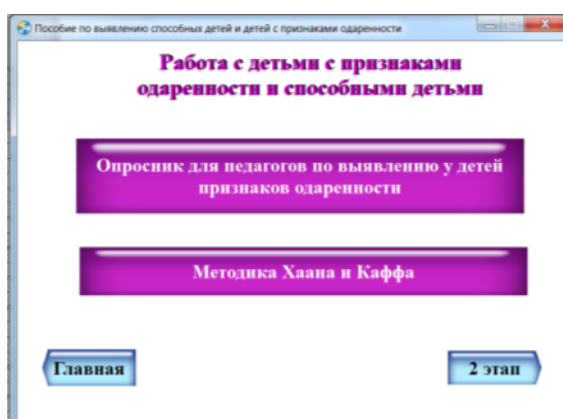 Пособие по выявлению способных детей и детей с признаками одаренности
Работа с детьми с признаками
одаренности и способными детьми
Опросник для педагогов по выявлению у детей
признаков одаренности
Методика Хаана и Каффа
Главная
2 этап